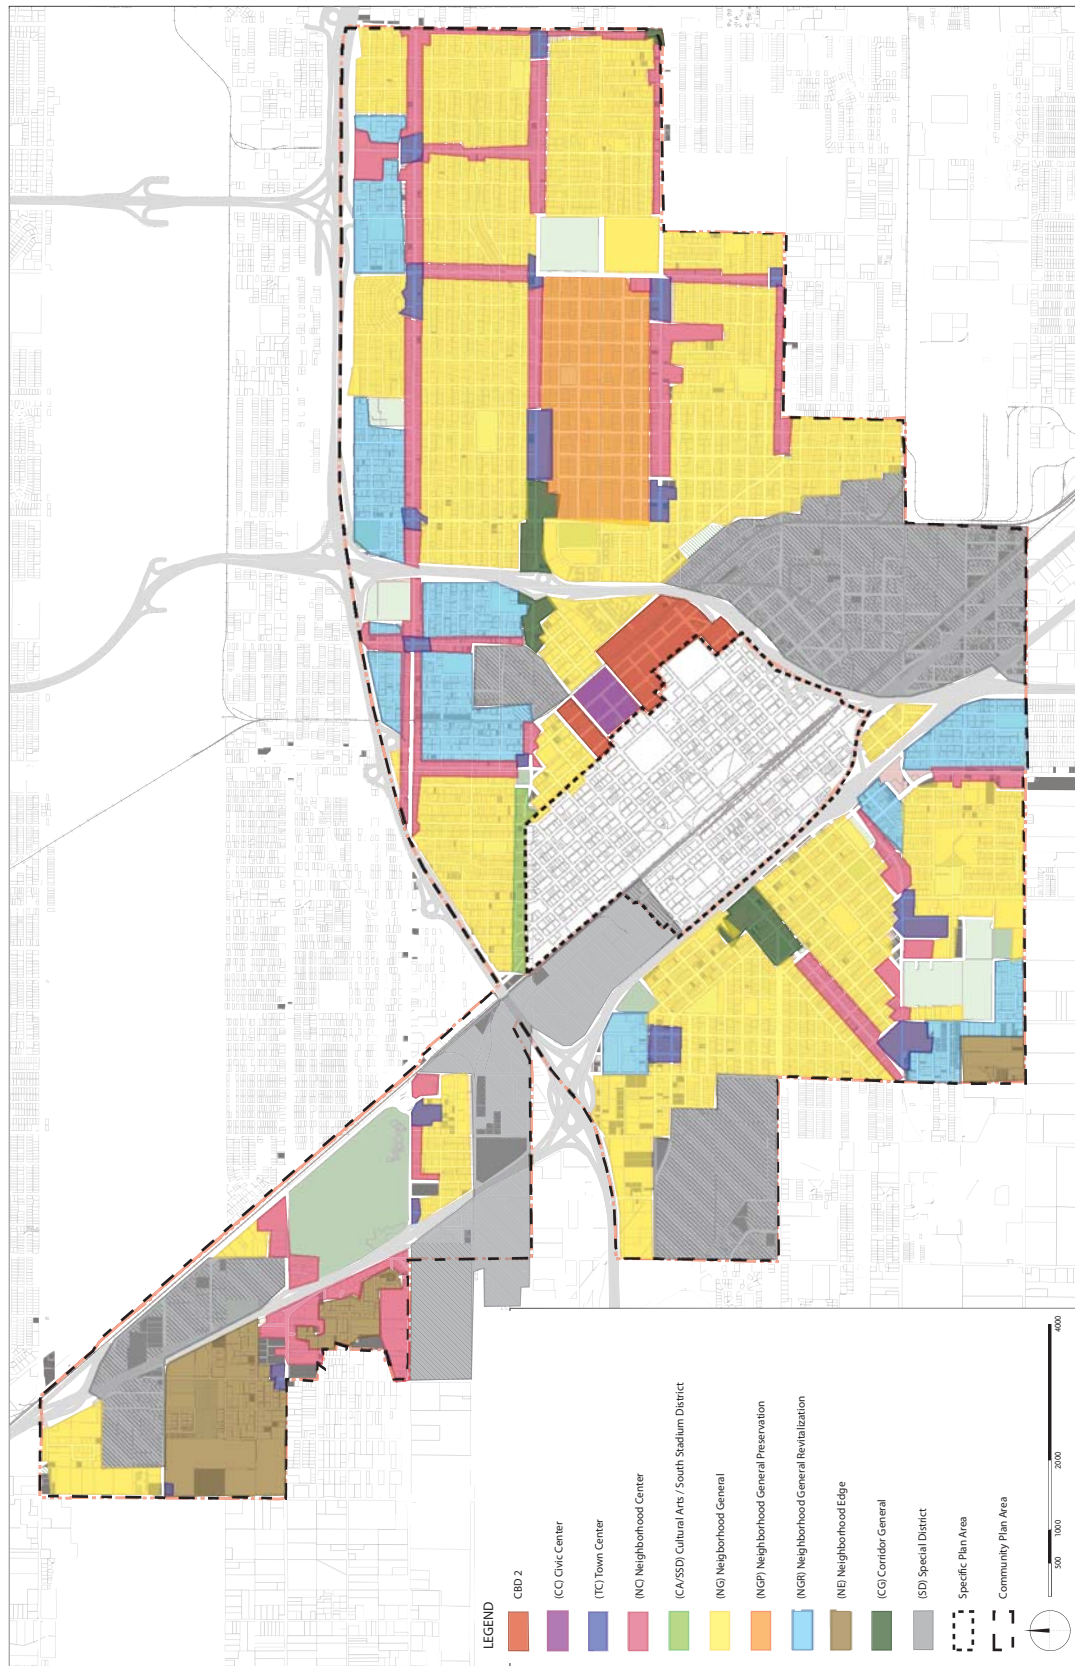 LEGEND
CBD 2
(CC) Civic Center
(TC) Town Center
(NC) Neighborhood Center
(CA/SSD) Cultural Arts / South Stadium District
(NG) Neigborhood General
(NGP) Neighborhood General Preservation
(NGR) Neighborhood General Revitalization
(NE) Neighborhood Edge
(CG) Corridor General
(SD) Special District
Specific Plan Area
Community Plan Area
500 1000 2000 4000